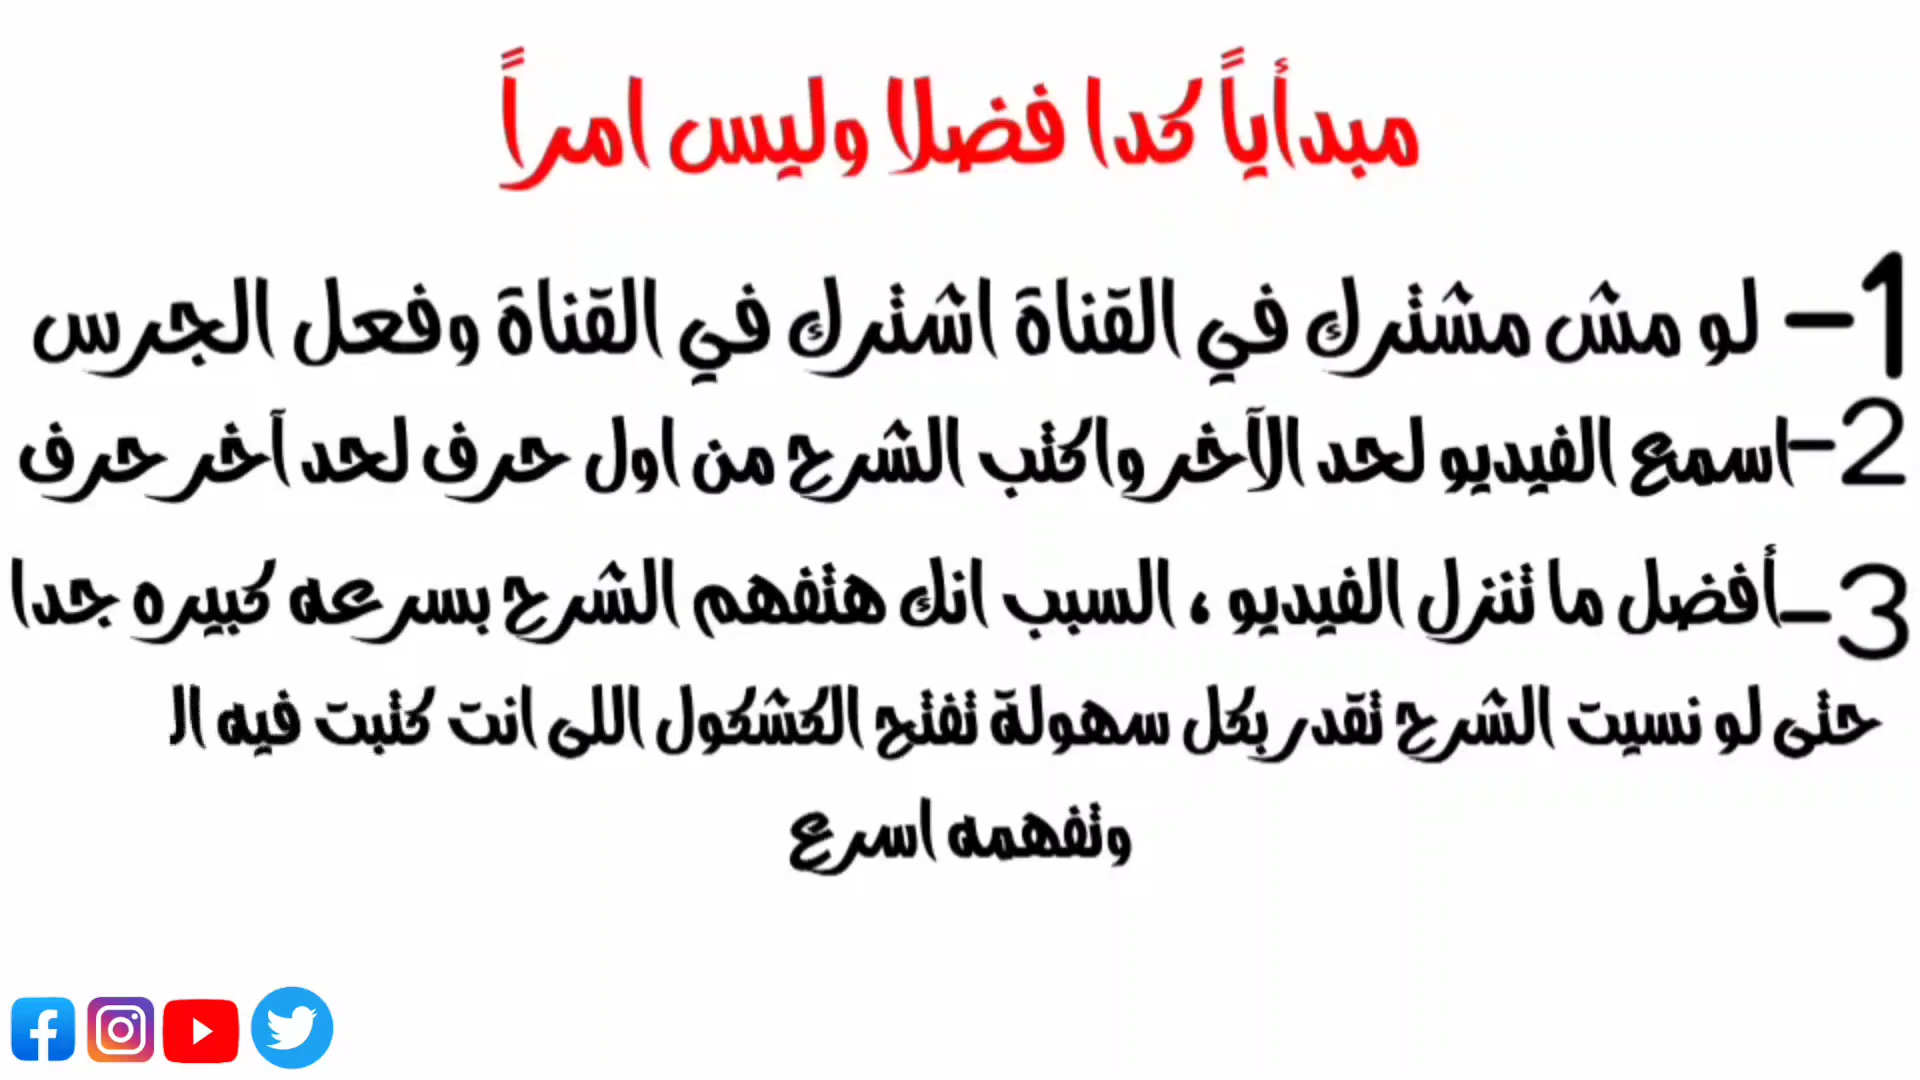 مبدأياً كدا فضلا وليس امراً
1- لو مش مشترك في القناة اشترك في القناة وفعل الجرس
2-اسمع الفيديو لحد الآخر واكتب الشرح من اول حرف لحد آخر حرف
3-أفضل ما تنزل الفيديو ، السبب انك هتفهم الشرح بسرعه كبيره جدا
حتى لو نسيت الشرح تقدر بكل سهولة تفتح الكشكول اللى انت كتبت فيه ال
وتفهمه اسرع